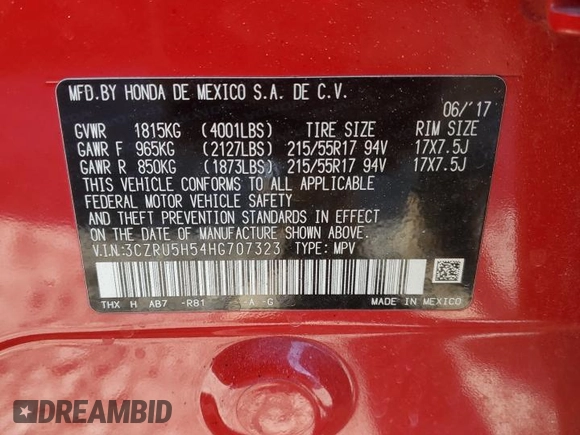 MFD.BY HONDA DE MEXICO S.A. DE C.V.
06/'17
GVWR 1815KG (4001LBS) TIRE SIZE RIM SIZE
GAWR F 965KG (2127LBS) 215/55R17 94V 17X7.5J
GAWR R 850KG (1873LBS) 215/55R17 94V 17X7.5J
THIS VEHICLE CONFORMS TO ALL APPLICABLE
FEDERAL MOTOR VEHICLE SAFETY
AND THEFT PREVENTION STANDARDS IN EFFECT
ON THE DATE OF MANUFACTURE SHOWN ABOVE.
V.I.N.:3CZRU5H54HG707323 TYPE: MPV
THX H AB7 -R81 -A -G MADE IN MEXICO
DREAMBID